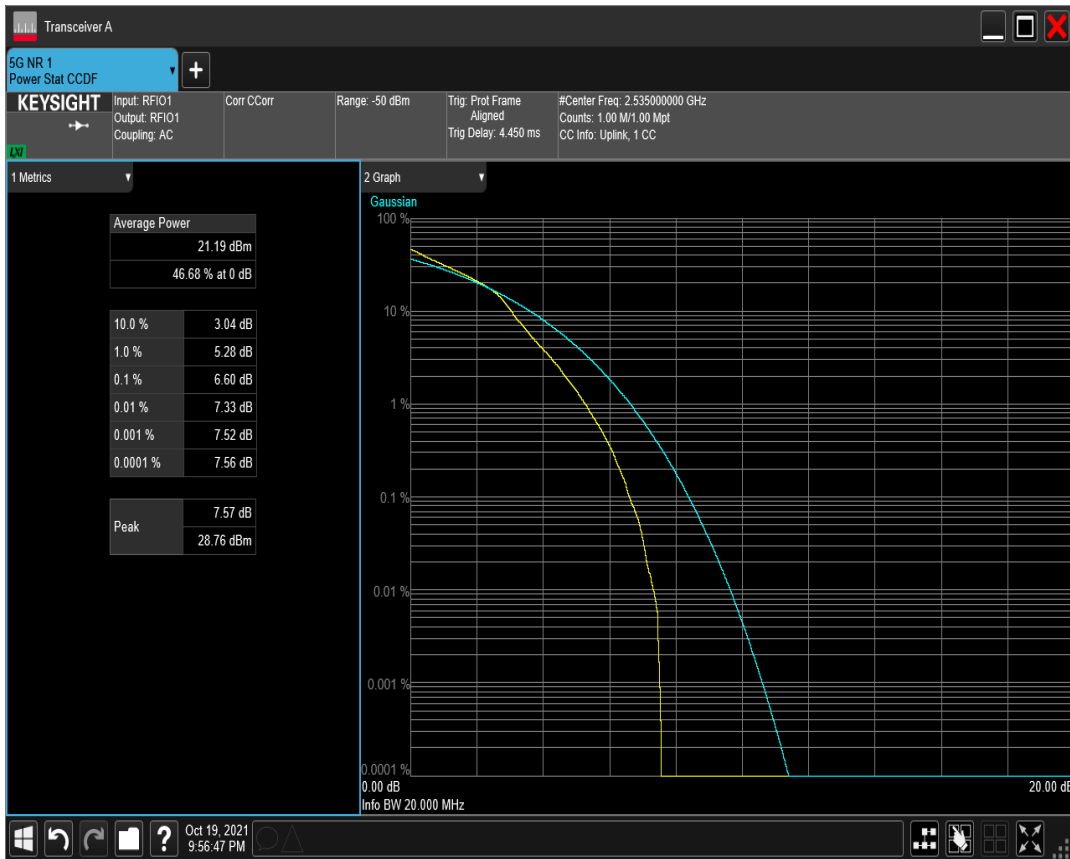 Transceiver A
5G NR 1
Power Stat CCDF
KEYSIGHT
LXI
Input: RFIO1
Output: RFIO1
Coupling: AC
Corr CCorr
Range: -50 dBm
Trig: Prot Frame
Aligned
Trig Delay: 4.450 ms
#Center Freq: 2.535000000 GHz
Counts: 1.00 M/1.00 Mpt
CC Info: Uplink, 1 CC
1 Metrics
Average Power
21.19 dBm
46.68 % at 0 dB
10.0 % 3.04 dB
1.0 % 5.28 dB
0.1 % 6.60 dB
0.01 % 7.33 dB
0.001 % 7.52 dB
0.0001 % 7.56 dB
Peak
7.57 dB
28.76 dBm
2 Graph
Gaussian
100 %
10 %
1 %
0.1 %
0.01 %
0.001 %
0.0001 %
0.00 dB 20.00 dB
Info BW 20.000 MHz
Oct 19, 2021
9:56:47 PM